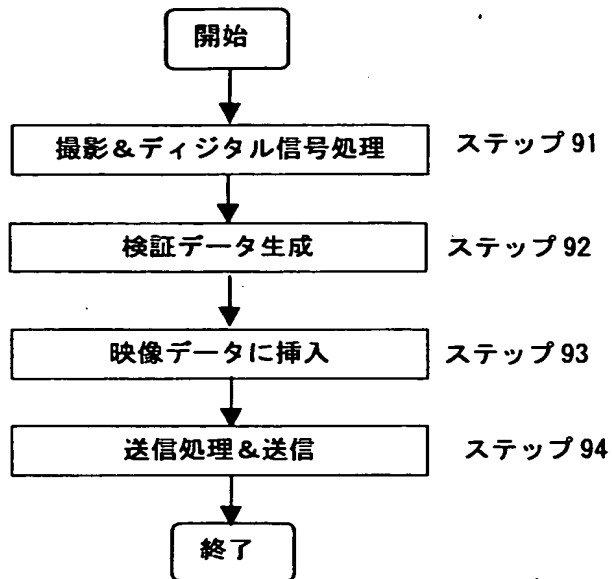 開始
撮影&ディジタル信号処理 ステップ91
検証データ生成 ステップ92
映像データに挿入 ステップ93
送信処理&送信 ステップ94
終了